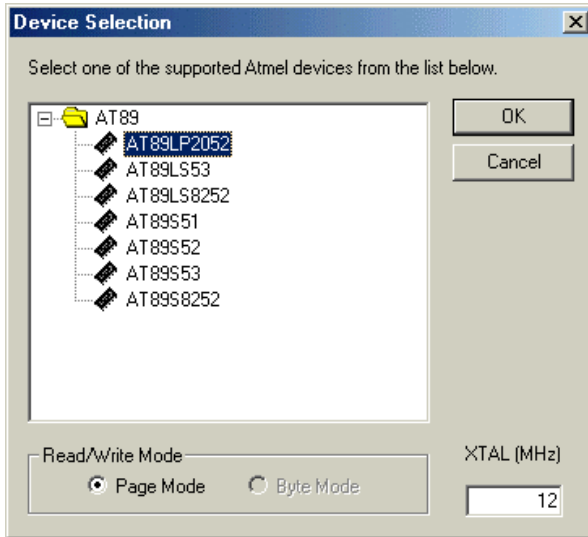 Device Selection
Select one of the supported Atmel devices from the list below.
AT89
AT89LP2052
AT89LS53
AT89LS8252
AT89S51
AT89S52
AT89S53
AT89S8252
OK
Cancel
Read/Write Mode
Page Mode
Byte Mode
XTAL (MHz)
12